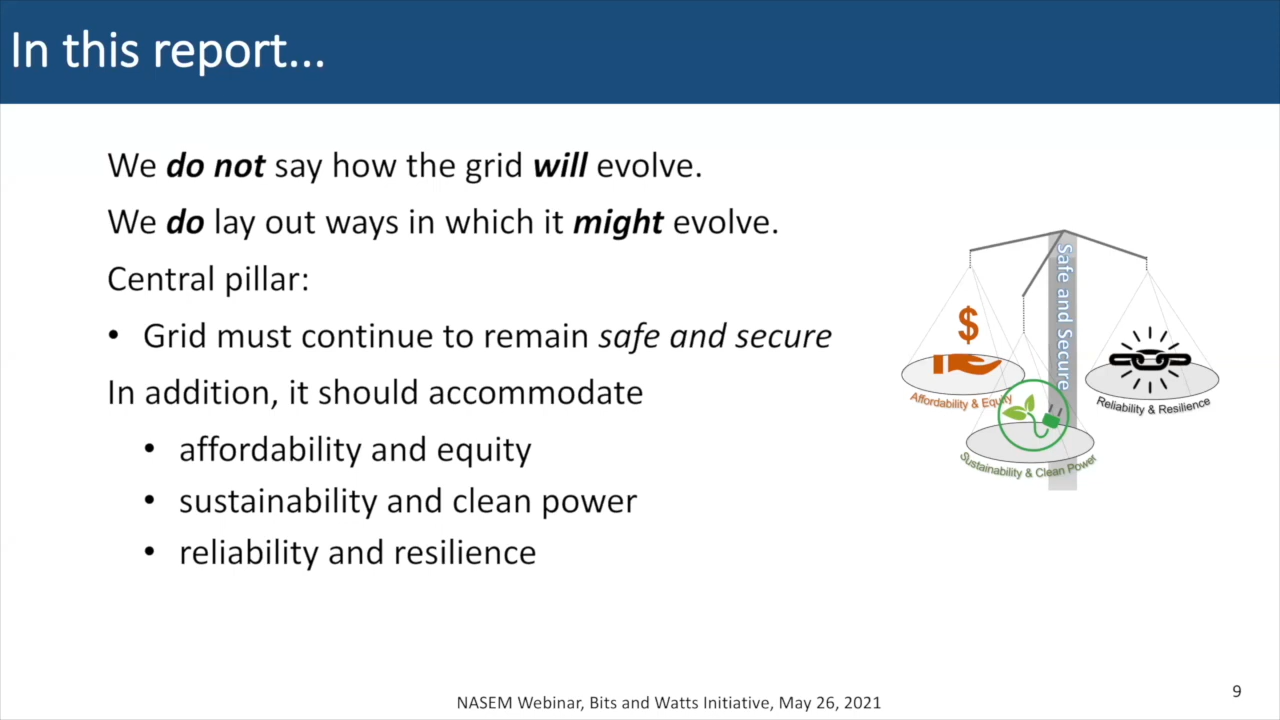 In this report...
We do not say how the grid will evolve.
We do lay out ways in which it might evolve.
Central pillar:
• Grid must continue to remain safe and secure
In addition, it should accommodate
• affordability and equity
• sustainability and clean power
• reliability and resilience
Safe and Secure
$
Affordability & Equity
Reliability & Resilience
Sustainability & Clean Power
NASEM Webinar, Bits and Watts Initiative, May 26, 2021
9